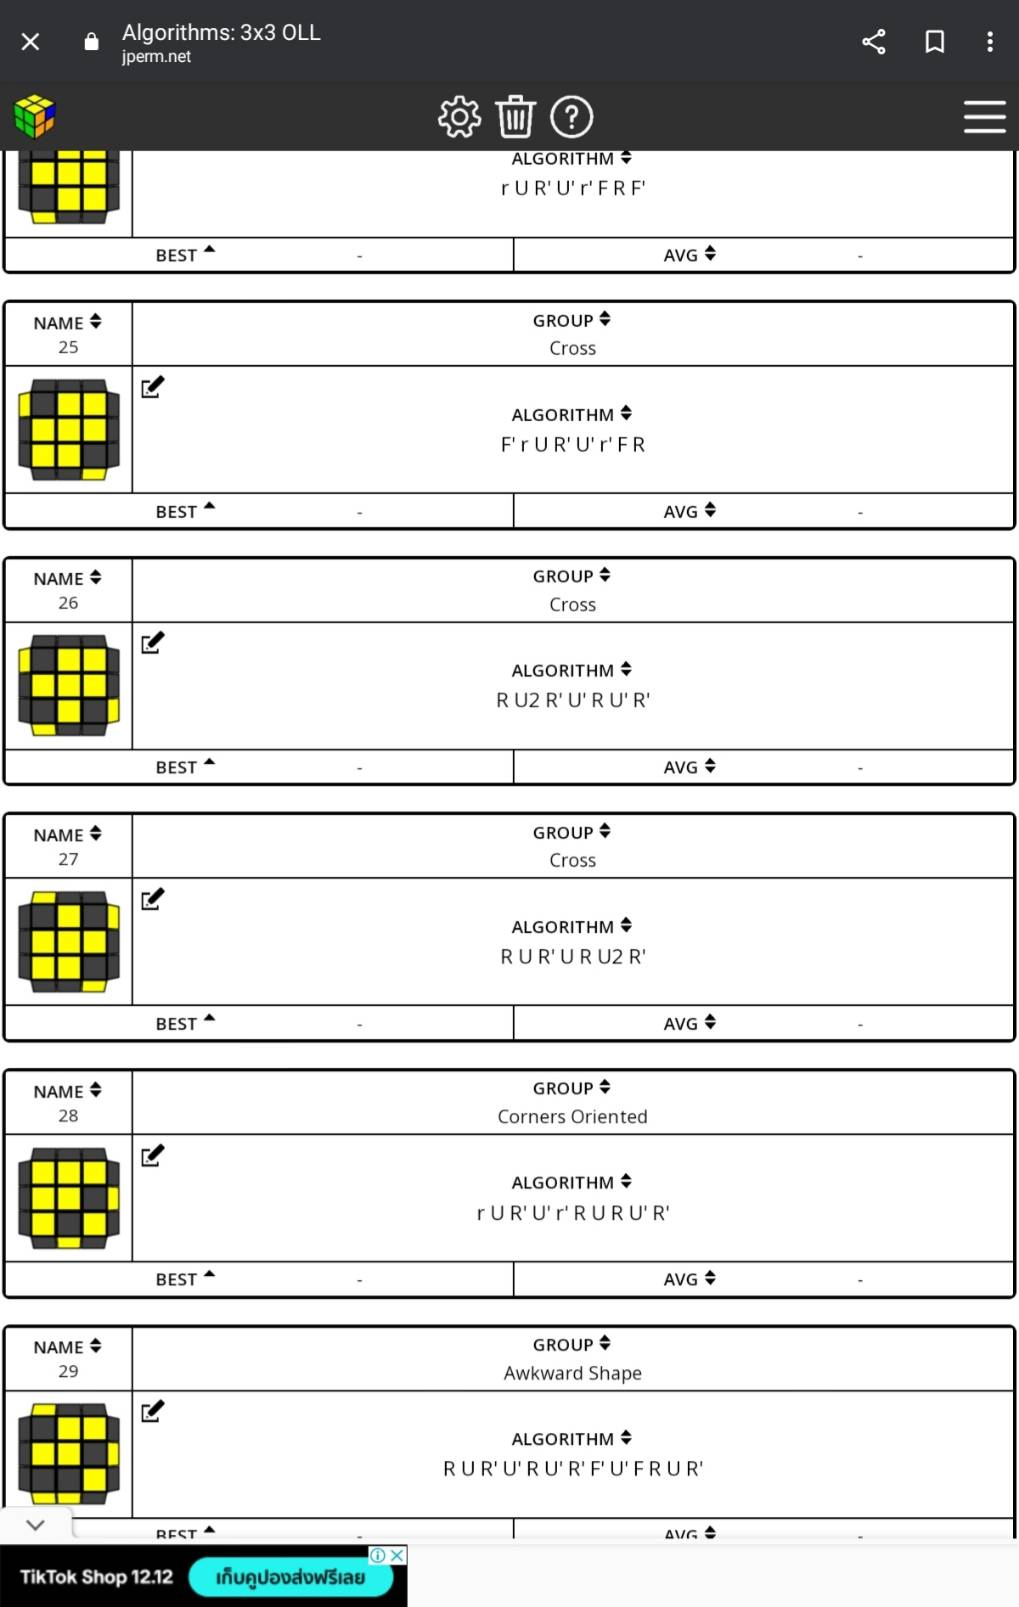 Algorithms: 3x3 OLL
jperm.net
ALGORITHM
r U R' U' r' F R F'
BEST - AVG -
NAME GROUP
25 Cross
ALGORITHM
F' r U R' U' r' F R
BEST - AVG -
NAME GROUP
26 Cross
ALGORITHM
R U2 R' U' R U' R'
BEST - AVG -
NAME GROUP
27 Cross
ALGORITHM
R U R' U R U2 R'
BEST - AVG -
NAME GROUP
28 Corners Oriented
ALGORITHM
r U R' U' r' R U R U' R'
BEST - AVG -
NAME GROUP
29 Awkward Shape
ALGORITHM
R U R' U' R U' R' F' U' F R U R'
BEST - AVG -
TikTok Shop 12.12 เก็บคูปองส่งฟรีเลย